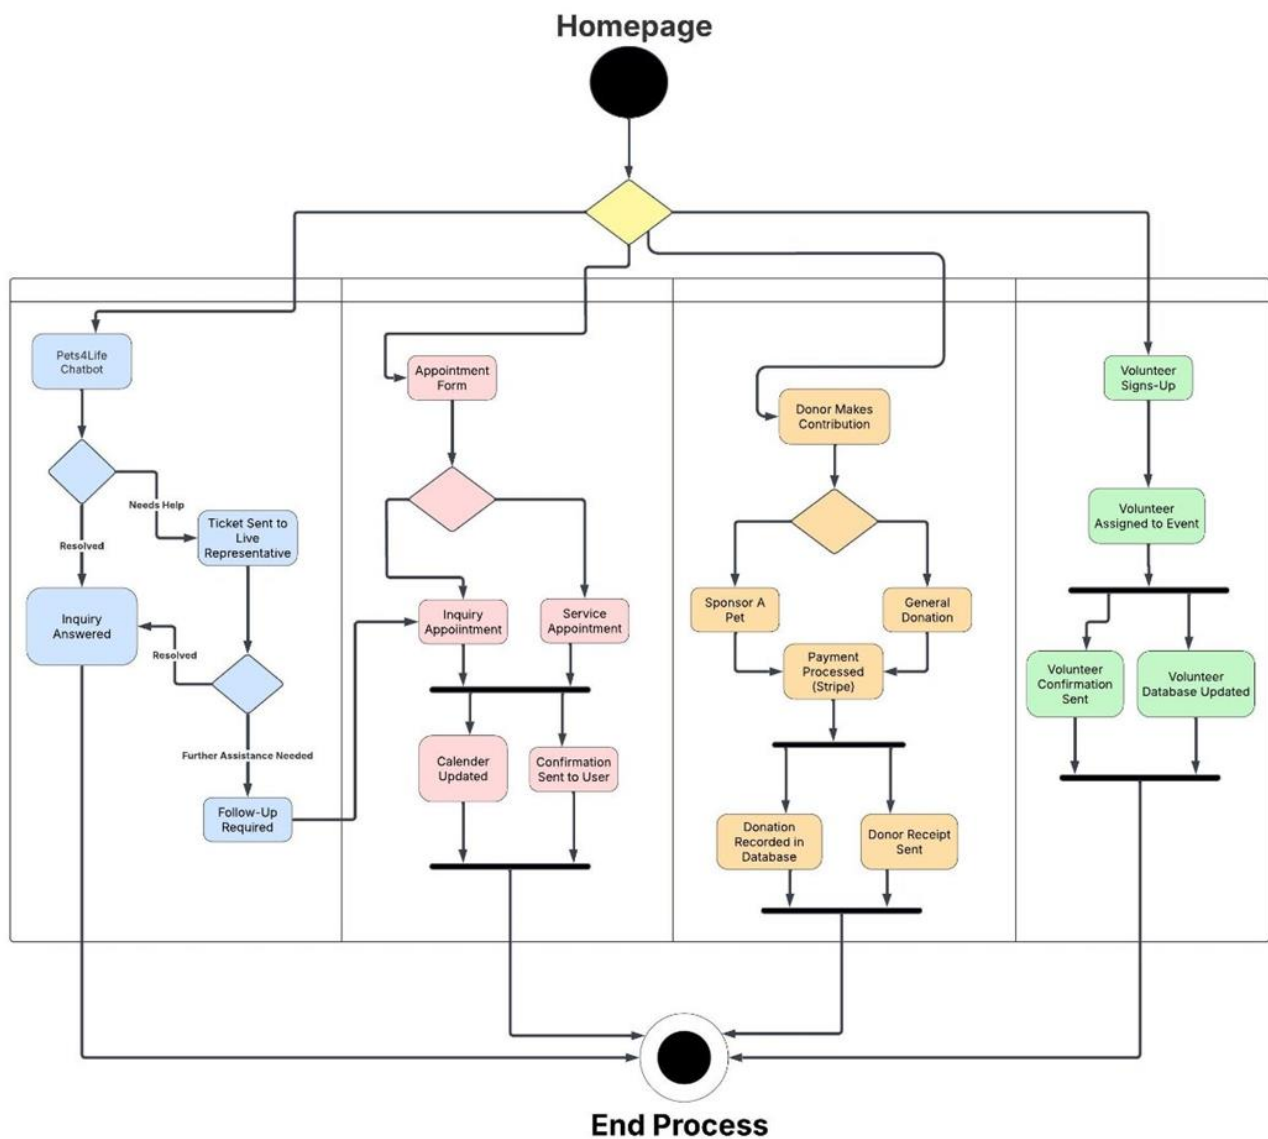 Homepage
Pets4Life
Chatbot
Needs Help
Resolved
Ticket Sent to
Live
Representative
Inquiry
Answered
Resolved
Further Assistance Needed
Follow-Up
Required
Appointment
Form
Inquiry
Appoiintment
Service
Appointment
Calender
Updated
Confirmation
Sent to User
Donor Makes
Contribution
Sponsor A
Pet
General
Donation
Payment
Processed
(Stripe)
Donation
Recorded in
Database
Donor Receipt
Sent
Volunteer
Signs-Up
Volunteer
Assigned to Event
Volunteer
Confirmation
Sent
Volunteer
Database Updated
End Process